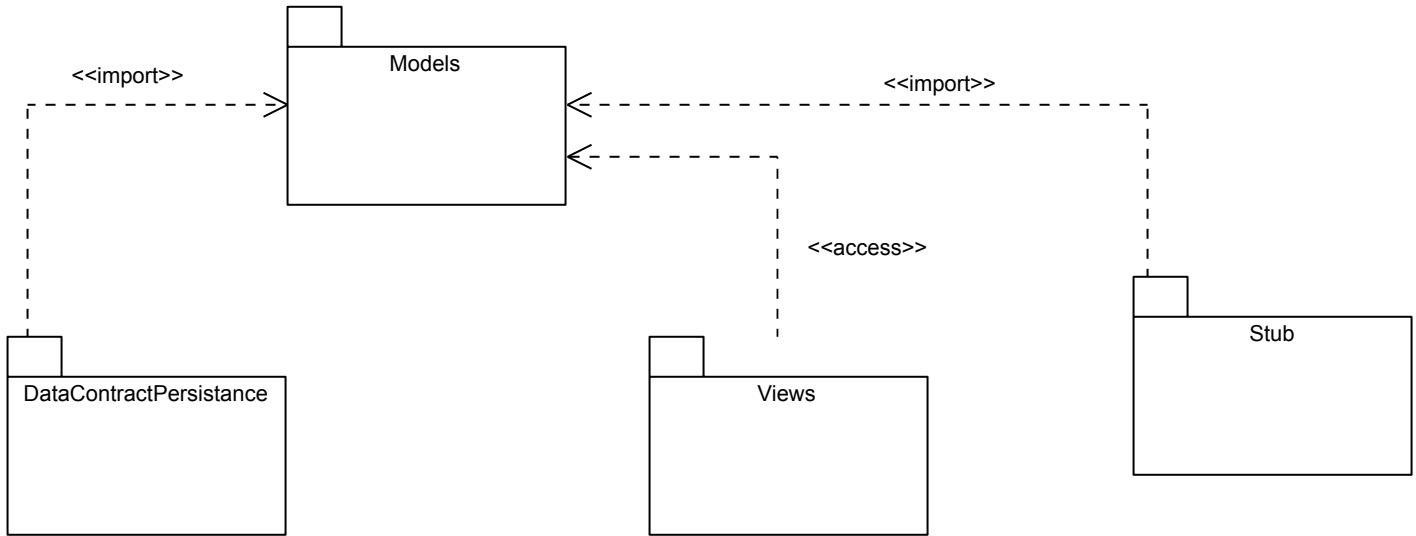 Models
<<import>>
<<import>>
<<access>>
Stub
DataContractPersistance
Views